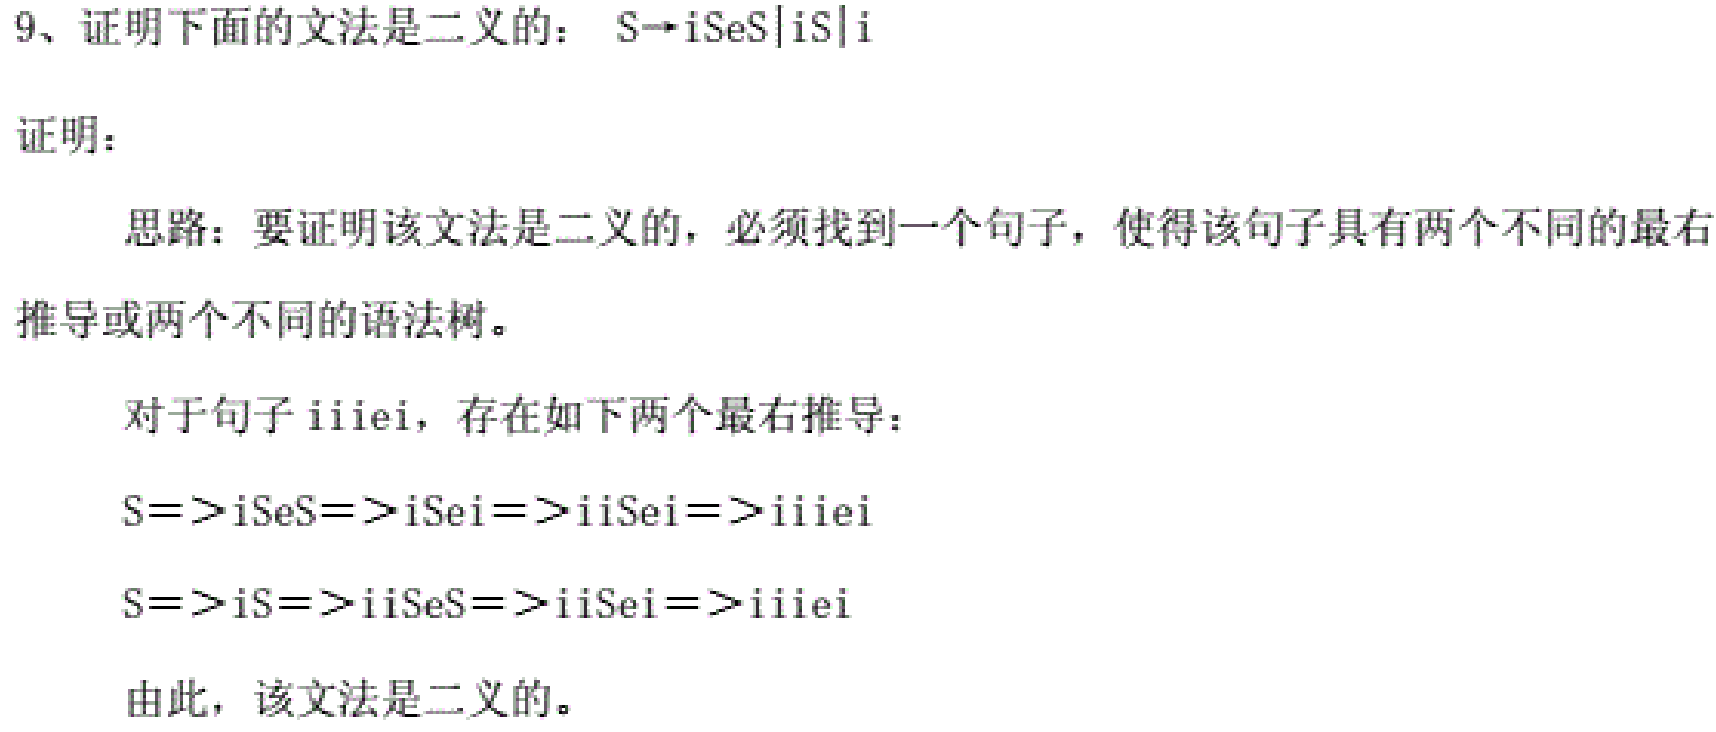 9、证明下面的文法是二义的： S→iSeS|iS|i
证明：
思路：要证明该文法是二义的，必须找到一个句子，使得该句子具有两个不同的最右
推导或两个不同的语法树。
对于句子 iiiei，存在如下两个最右推导：
S=>iSeS=>iSei=>iiSei=>iiiei
S=>iS=>iiSeS=>iiSei=>iiiei
由此，该文法是二义的。